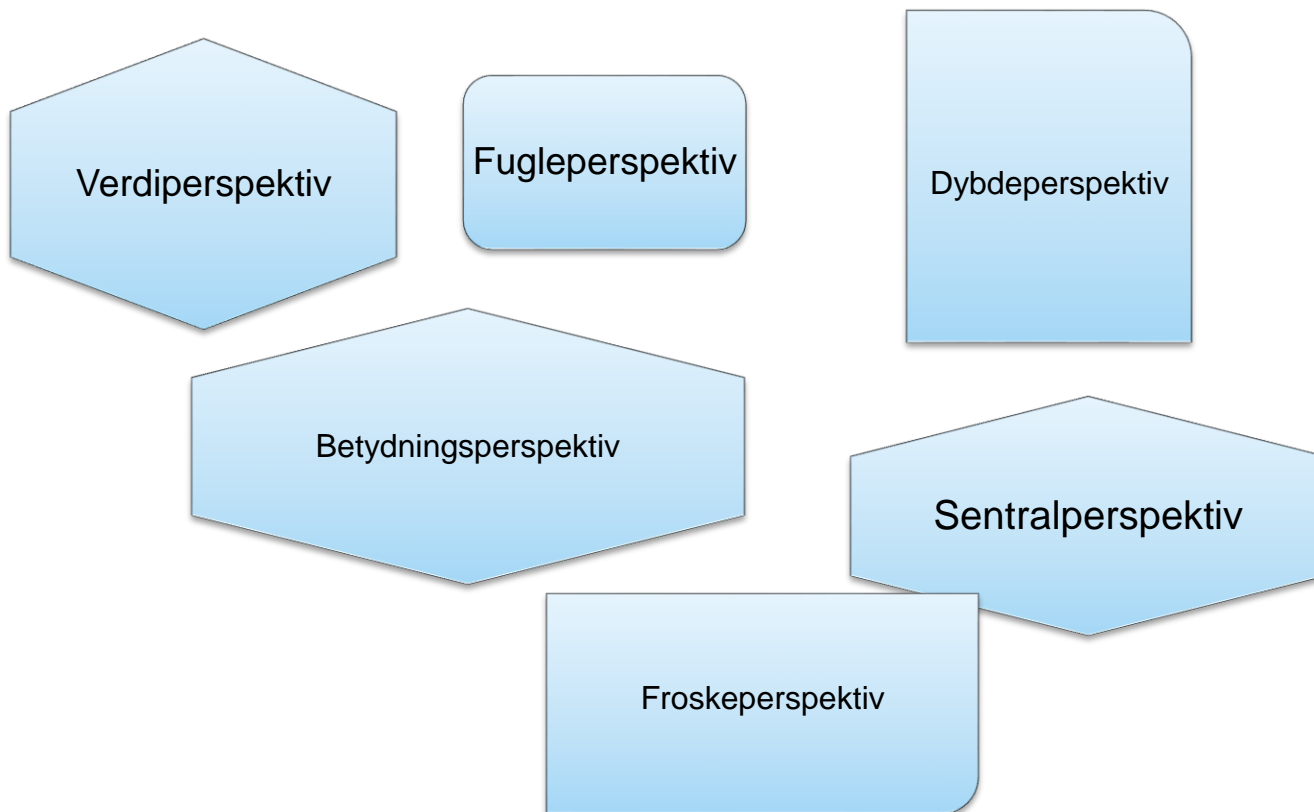 Verdiperspektiv
Fugleperspektiv
Dybdeperspektiv
Betydningsperspektiv
Sentralperspektiv
Froskeperspektiv